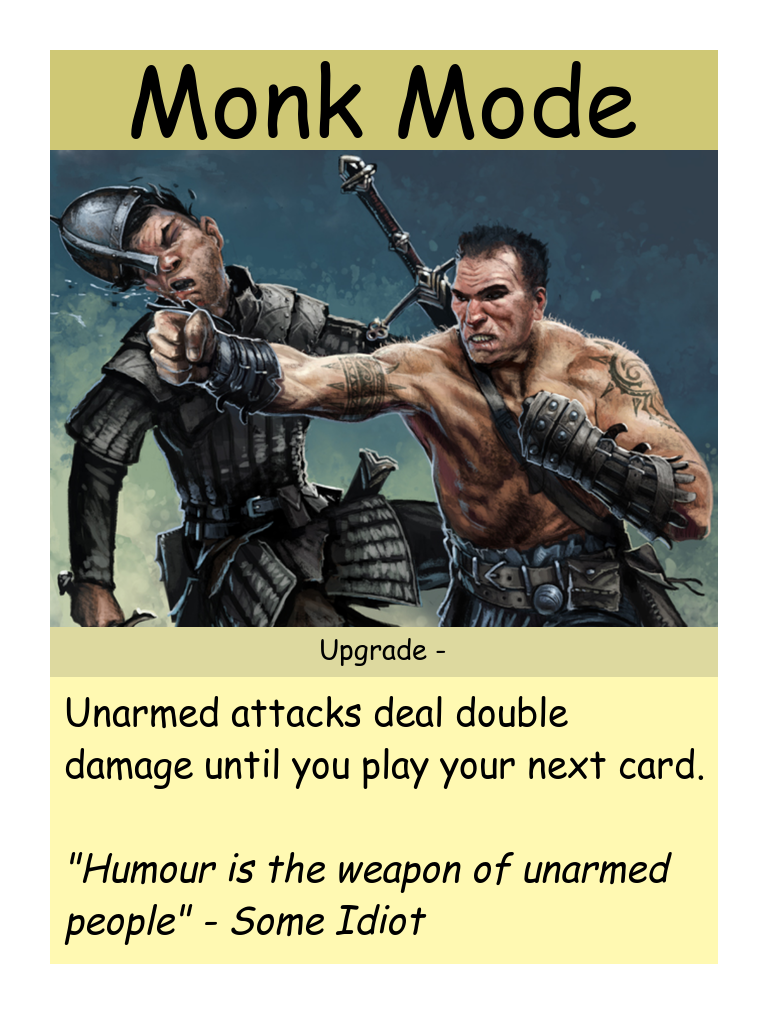 Monk Mode
Upgrade -
Unarmed attacks deal double
damage until you play your next card.
"Humour is the weapon of unarmed
people" - Some Idiot